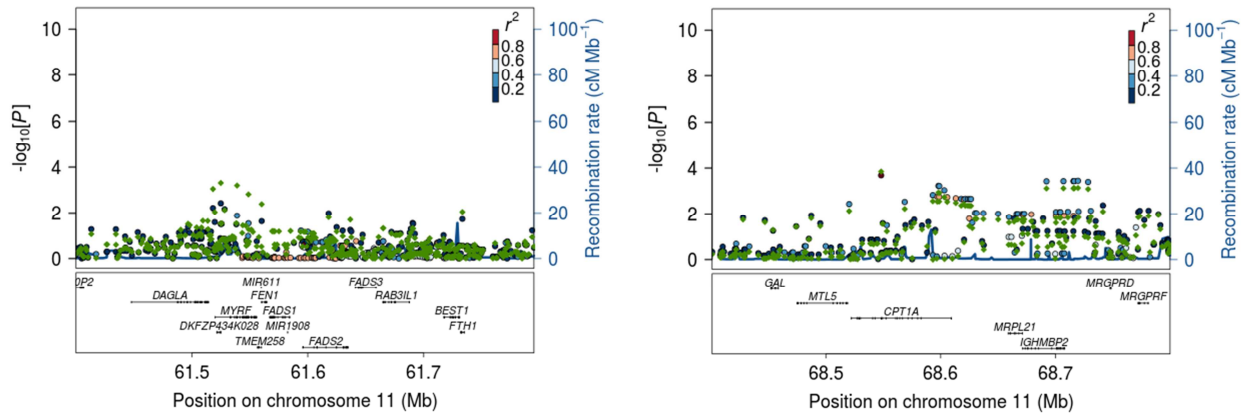 10
8
6
4
2
0
-log10[P]
r2
0.8
0.6
0.4
0.2
100
80
60
40
20
0
Recombination rate (cM Mb−1)
OP2
MIR611
FADS3
DAGLA
FEN1
RAB3IL1
MYRF
FADS1
BEST1
DKFZP434K028
MIR1908
FTH1
TMEM258
FADS2
61.5
61.6
61.7
Position on chromosome 11 (Mb)
10
8
6
4
2
0
-log10[P]
r2
0.8
0.6
0.4
0.2
100
80
60
40
20
0
Recombination rate (cM Mb−1)
GAL
MRGPRD
MTL5
MRGPRF
CPT1A
MRPL21
IGHMBP2
68.5
68.6
68.7
Position on chromosome 11 (Mb)